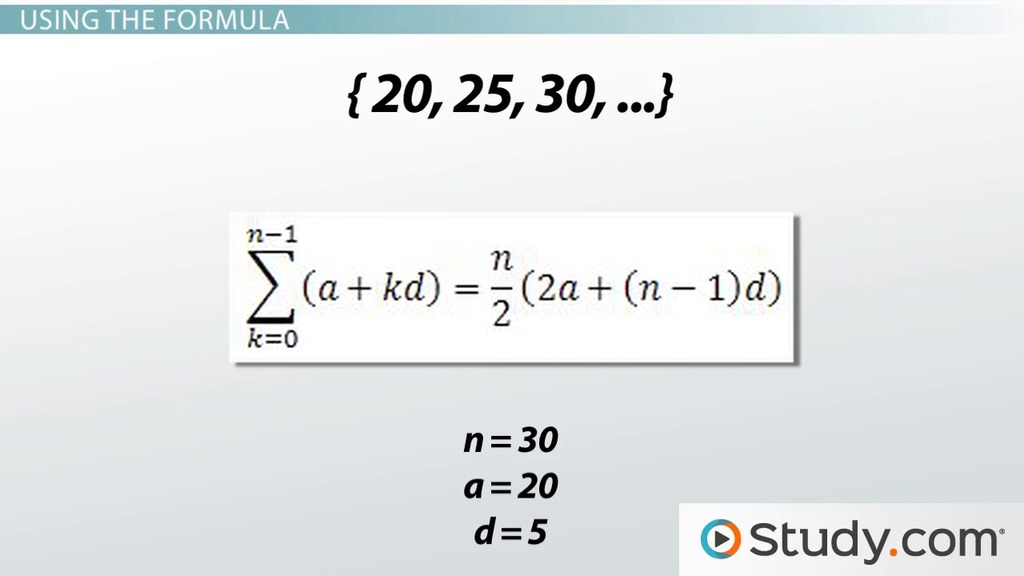 USING THE FORMULA
{ 20, 25, 30, ...}
n−1
∑ (a + kd) = n/2 (2a + (n − 1)d)
k=0
n = 30
a = 20
d = 5
Study.com®